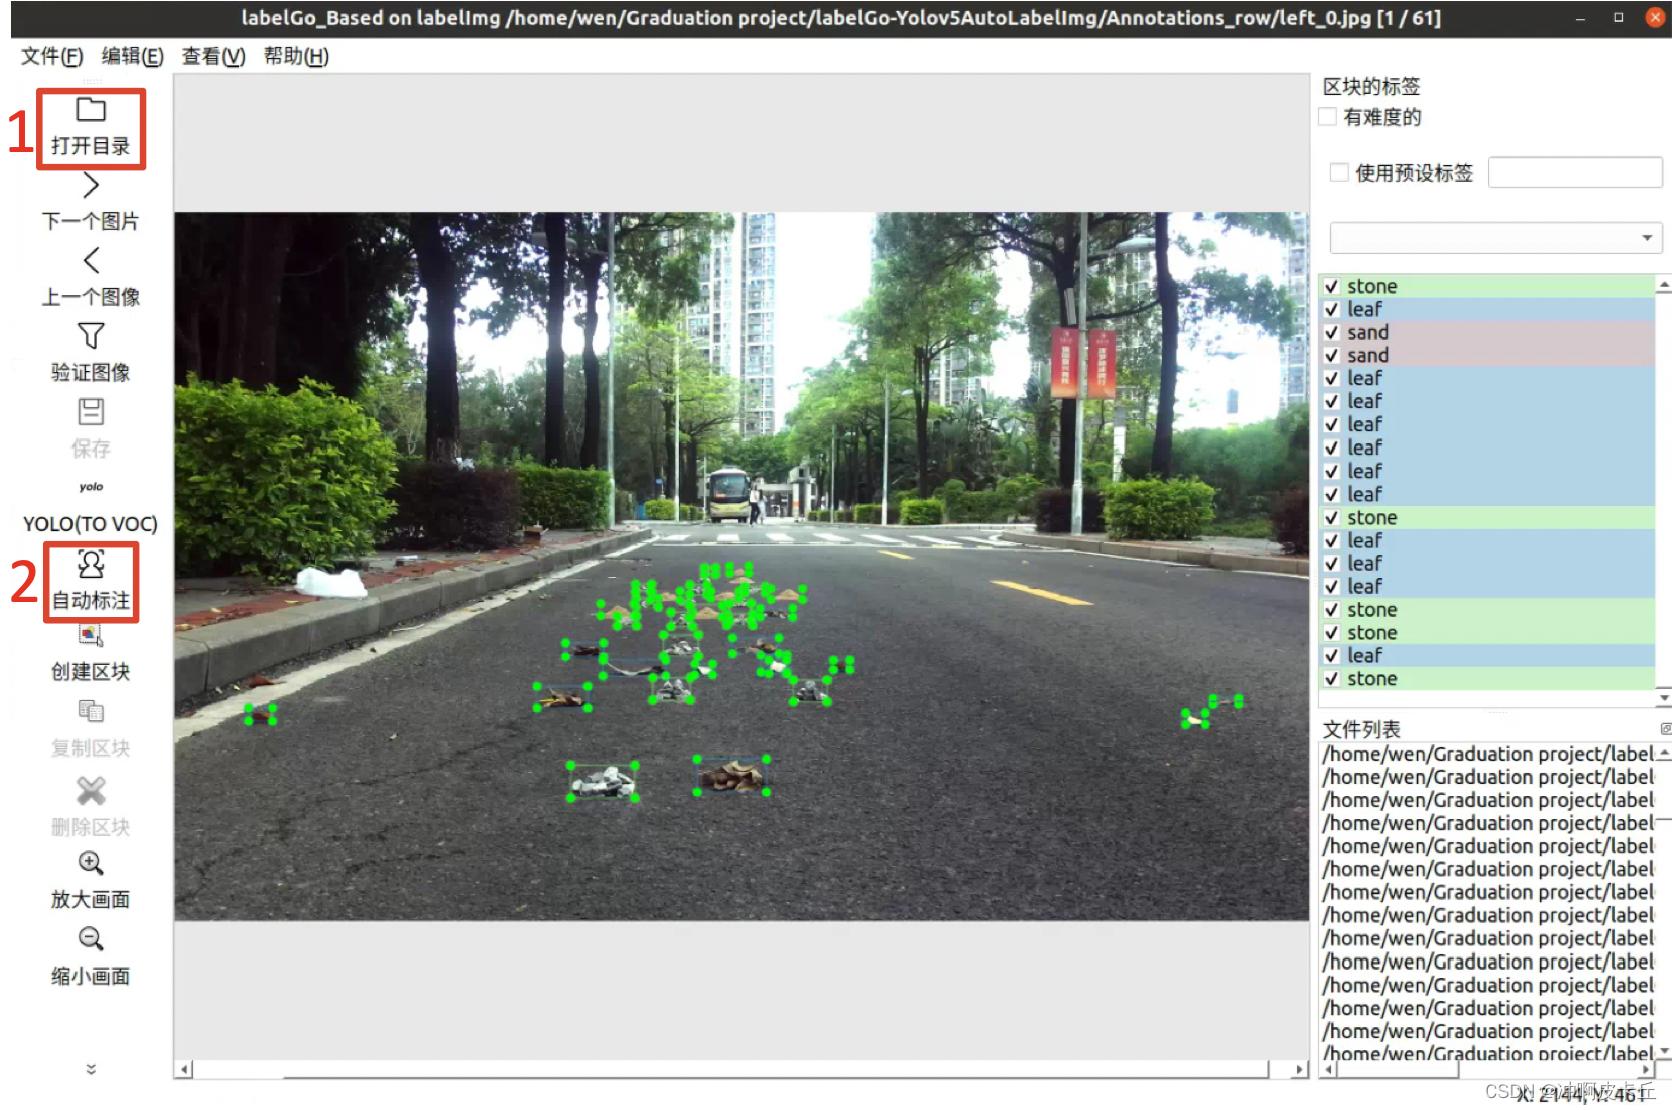 labelGo_Based on labelImg /home/wen/Graduation project/labelGo-Yolov5AutoLabelImg/Annotations_row/left_0.jpg [1 / 61]
文件(F) 编辑(E) 查看(V) 帮助(H)
1
打开目录
下一个图片
上一个图像
验证图像
保存
yolo
YOLO(TO VOC)
2
自动标注
创建区块
复制区块
删除区块
放大画面
缩小画面
区块的标签
有难度的
使用预设标签
stone
leaf
sand
sand
leaf
leaf
leaf
leaf
leaf
leaf
stone
leaf
leaf
leaf
stone
stone
leaf
stone
文件列表
/home/wen/Graduation project/label
/home/wen/Graduation project/label
/home/wen/Graduation project/label
/home/wen/Graduation project/label
/home/wen/Graduation project/label
/home/wen/Graduation project/label
/home/wen/Graduation project/label
/home/wen/Graduation project/label
/home/wen/Graduation project/label
/home/wen/Graduation project/label
/home/wen/Graduation project/label
/home/wen/Graduation project/label
/home/wen/Graduation project/label
/home/wen/Graduation project/label
CSDN @冲啊皮卡丘
X: 2144; Y: 461